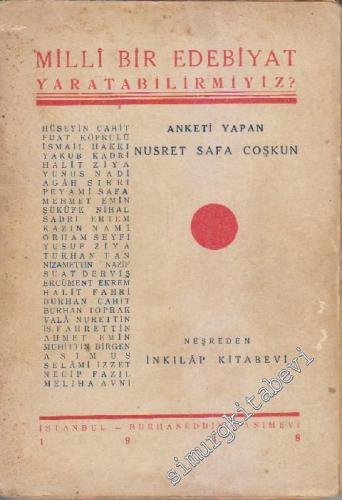 MİLLÎ BİR EDEBİYAT
YARATABİLİRMİYİZ?
HÜSEYİN CAHİT
FUAT KÖPRÜLÜ
İSMAİL HAKKI
YAKUB KADRİ
HALİT ZİYA
YUNUS NADİ
AGÂH SIRRI
PEYAMİ SAFA
MEHMET EMİN
ŞÜKÛFE NİHAL
SADRİ ERTEM
KAZIN NAMİ
ORHAM SEYFİ
YUSUF ZİYA
TURHAN TAN
NİZAMETTİN NAZİF
SUAT DERVİŞ
ERCÜMENT EKREM
HALİT FAHRİ
BURHAN CAHİT
BURHAN TOPRAK
VALÂ NURETTİN
İS. FAHRETTİN
AHMET EMİN
MUHİTTİN BİRGEN
ASIMUS
SELÂMİ İZZET
NECİP FAZIL
MELİHA AVNİ
ANKETİ YAPAN
NUSRET SAFA COŞKUN
NEŞREDEN
İNKILÂP KİTABEVİ
İSTANBUL — BURHANEDDİN BASIMEVİ
1 9 8
simurgkitabevi.com